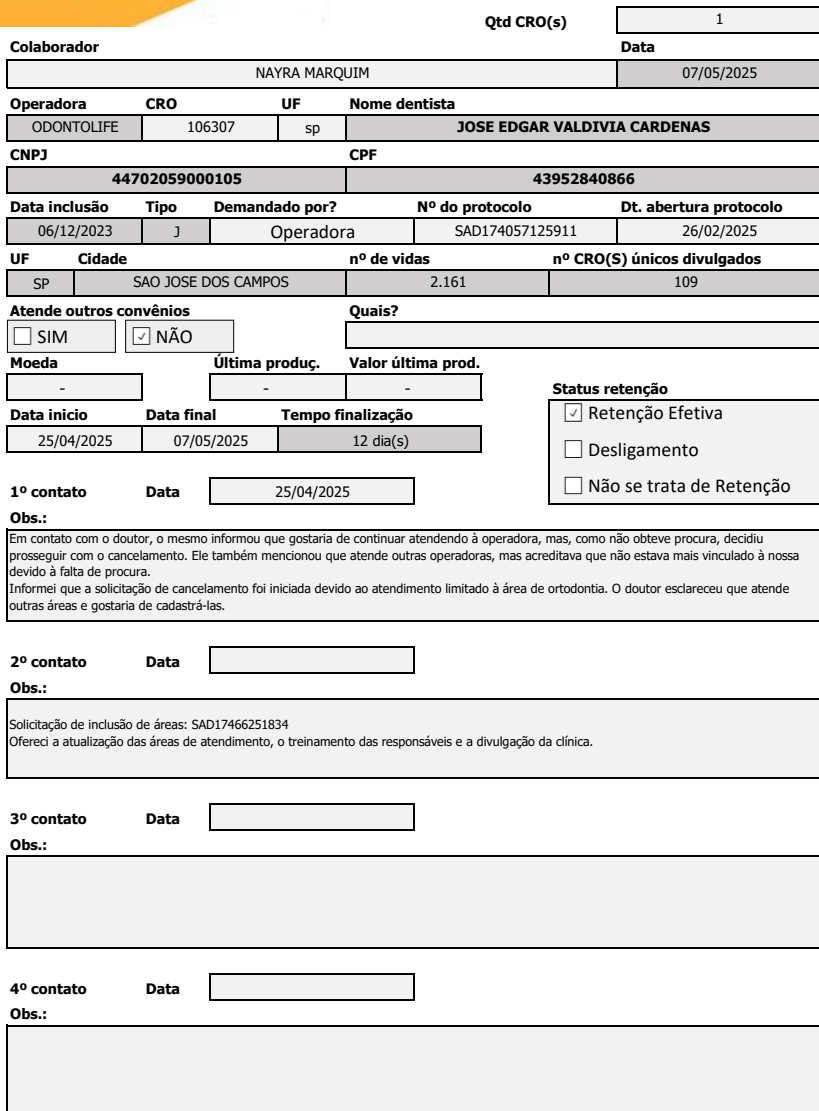 Qtd CRO(s) 1
Colaborador Data
NAYRA MARQUIM 07/05/2025
Operadora CRO UF Nome dentista
ODONTOLIFE 106307 sp JOSE EDGAR VALDIVIA CARDENAS
CNPJ CPF
44702059000105 43952840866
Data inclusão Tipo Demandado por? Nº do protocolo Dt. abertura protocolo
06/12/2023 J Operadora SAD174057125911 26/02/2025
UF Cidade nº de vidas nº CRO(S) únicos divulgados
SP SAO JOSE DOS CAMPOS 2.161 109
Atende outros convênios Quais?
☐ SIM ☑ NÃO
Moeda Última produç. Valor última prod.
- - - Status retenção
☑ Retenção Efetiva
Data inicio Data final Tempo finalização
25/04/2025 07/05/2025 12 dia(s)
☐ Desligamento
☐ Não se trata de Retenção
1º contato Data 25/04/2025
Obs.:
Em contato com o doutor, o mesmo informou que gostaria de continuar atendendo à operadora, mas, como não obteve procura, decidiu
prosseguir com o cancelamento. Ele também mencionou que atende outras operadoras, mas acreditava que não estava mais vinculado à nossa
devido à falta de procura.
Informei que a solicitação de cancelamento foi iniciada devido ao atendimento limitado à área de ortodontia. O doutor esclareceu que atende
outras áreas e gostaria de cadastrá-las.
2º contato Data
Obs.:
Solicitação de inclusão de áreas: SAD17466251834
Ofereci a atualização das áreas de atendimento, o treinamento das responsáveis e a divulgação da clínica.
3º contato Data
Obs.:
4º contato Data
Obs.: